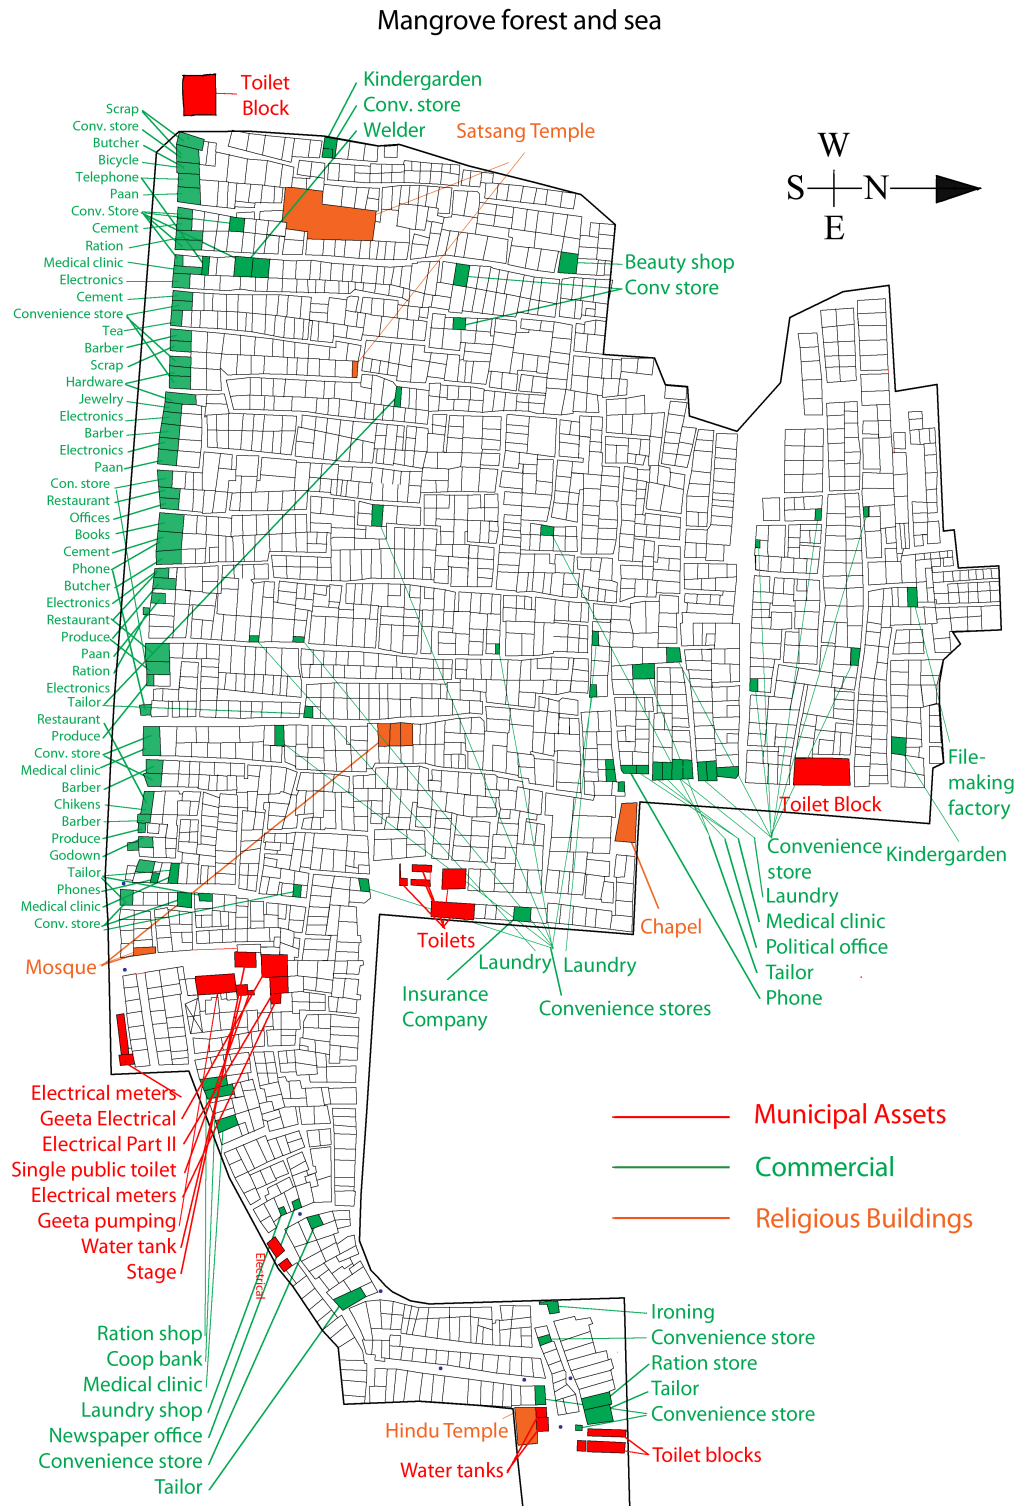 Mangrove forest and sea
Toilet
Block
Kindergarden
Conv. store
Welder
Satsang Temple
W
S
N
E
Scrap
Conv. store
Butcher
Bicycle
Telephone
Paan
Conv. Store
Cement
Ration
Medical clinic
Electronics
Cement
Convenience store
Tea
Barber
Scrap
Hardware
Jewelry
Electronics
Barber
Electronics
Paan
Con. store
Restaurant
Offices
Books
Cement
Phone
Butcher
Electronics
Restaurant
Produce
Paan
Ration
Electronics
Tailor
Restaurant
Produce
Conv. store
Medical clinic
Barber
Chikens
Barber
Produce
Godown
Tailor
Phones
Medical clinic
Conv. store
Mosque
Beauty shop
Conv store
File-
making
factory
Kindergarden
Toilet Block
Convenience
store
Laundry
Medical clinic
Political office
Tailor
Phone
Chapel
Toilets
Laundry
Laundry
Insurance
Company
Convenience stores
Electrical meters
Geeta Electrical
Electrical Part II
Single public toilet
Electrical meters
Geeta pumping
Water tank
Stage
Electrical
Municipal Assets
Commercial
Religious Buildings
Ration shop
Coop bank
Medical clinic
Laundry shop
Newspaper office
Convenience store
Tailor
Ironing
Convenience store
Ration store
Tailor
Convenience store
Hindu Temple
Water tanks
Toilet blocks